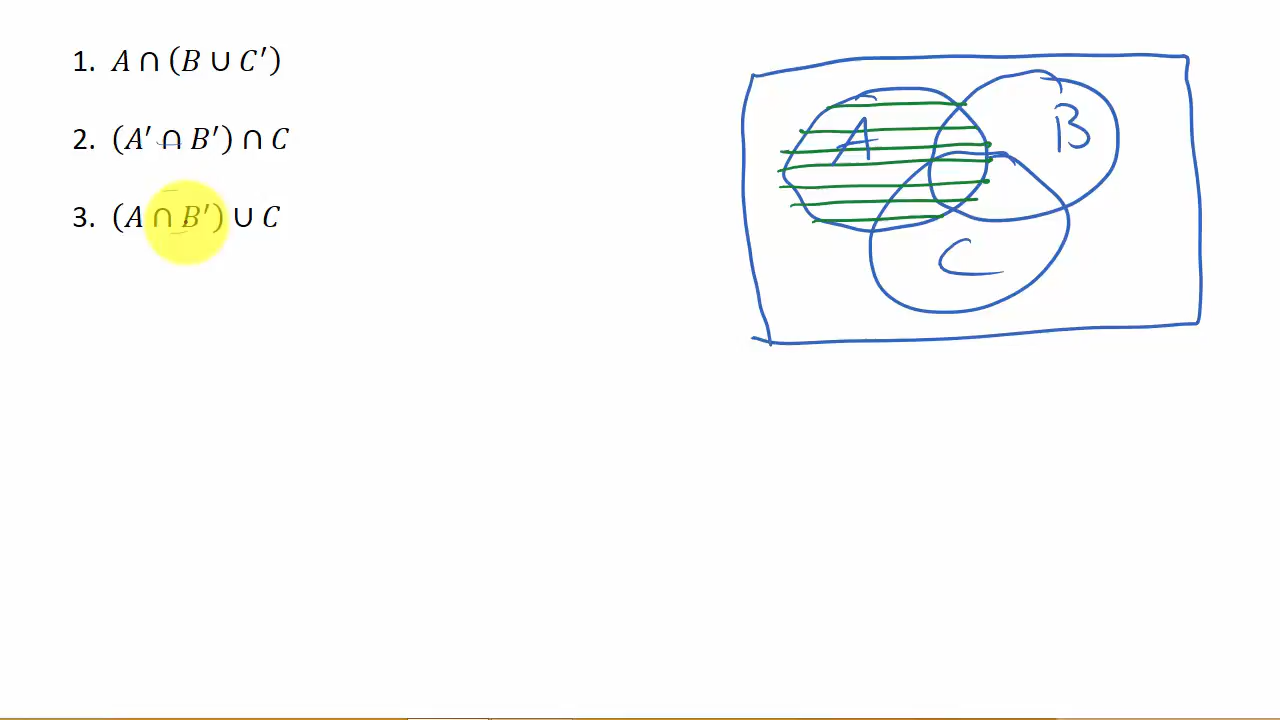 1. A ∩ (B ∪ C′)
2. (A′ ∩ B′) ∩ C
3. (A ∩ B′) ∪ C
A
B
C